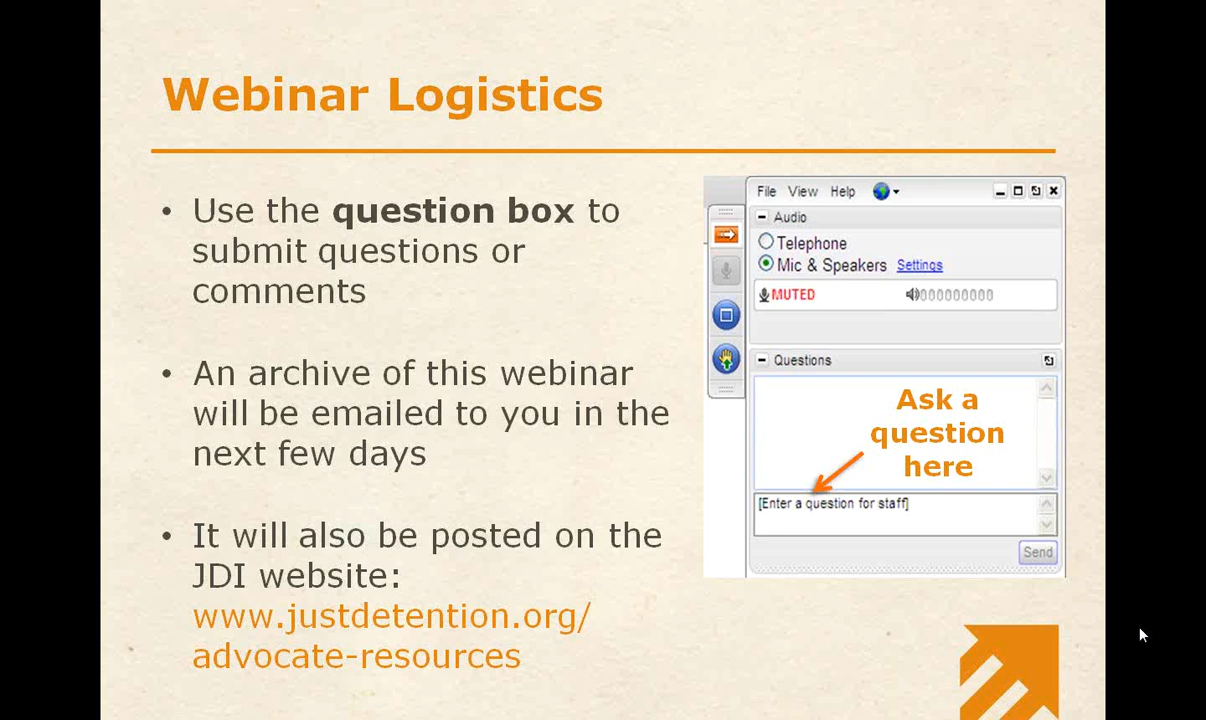 Webinar Logistics
• Use the question box to
submit questions or
comments
• An archive of this webinar
will be emailed to you in the
next few days
• It will also be posted on the
JDI website:
www.justdetention.org/
advocate-resources
File View Help
Audio
Telephone
Mic & Speakers Settings
MUTED
Questions
Ask a
question
here
[Enter a question for staff]
Send